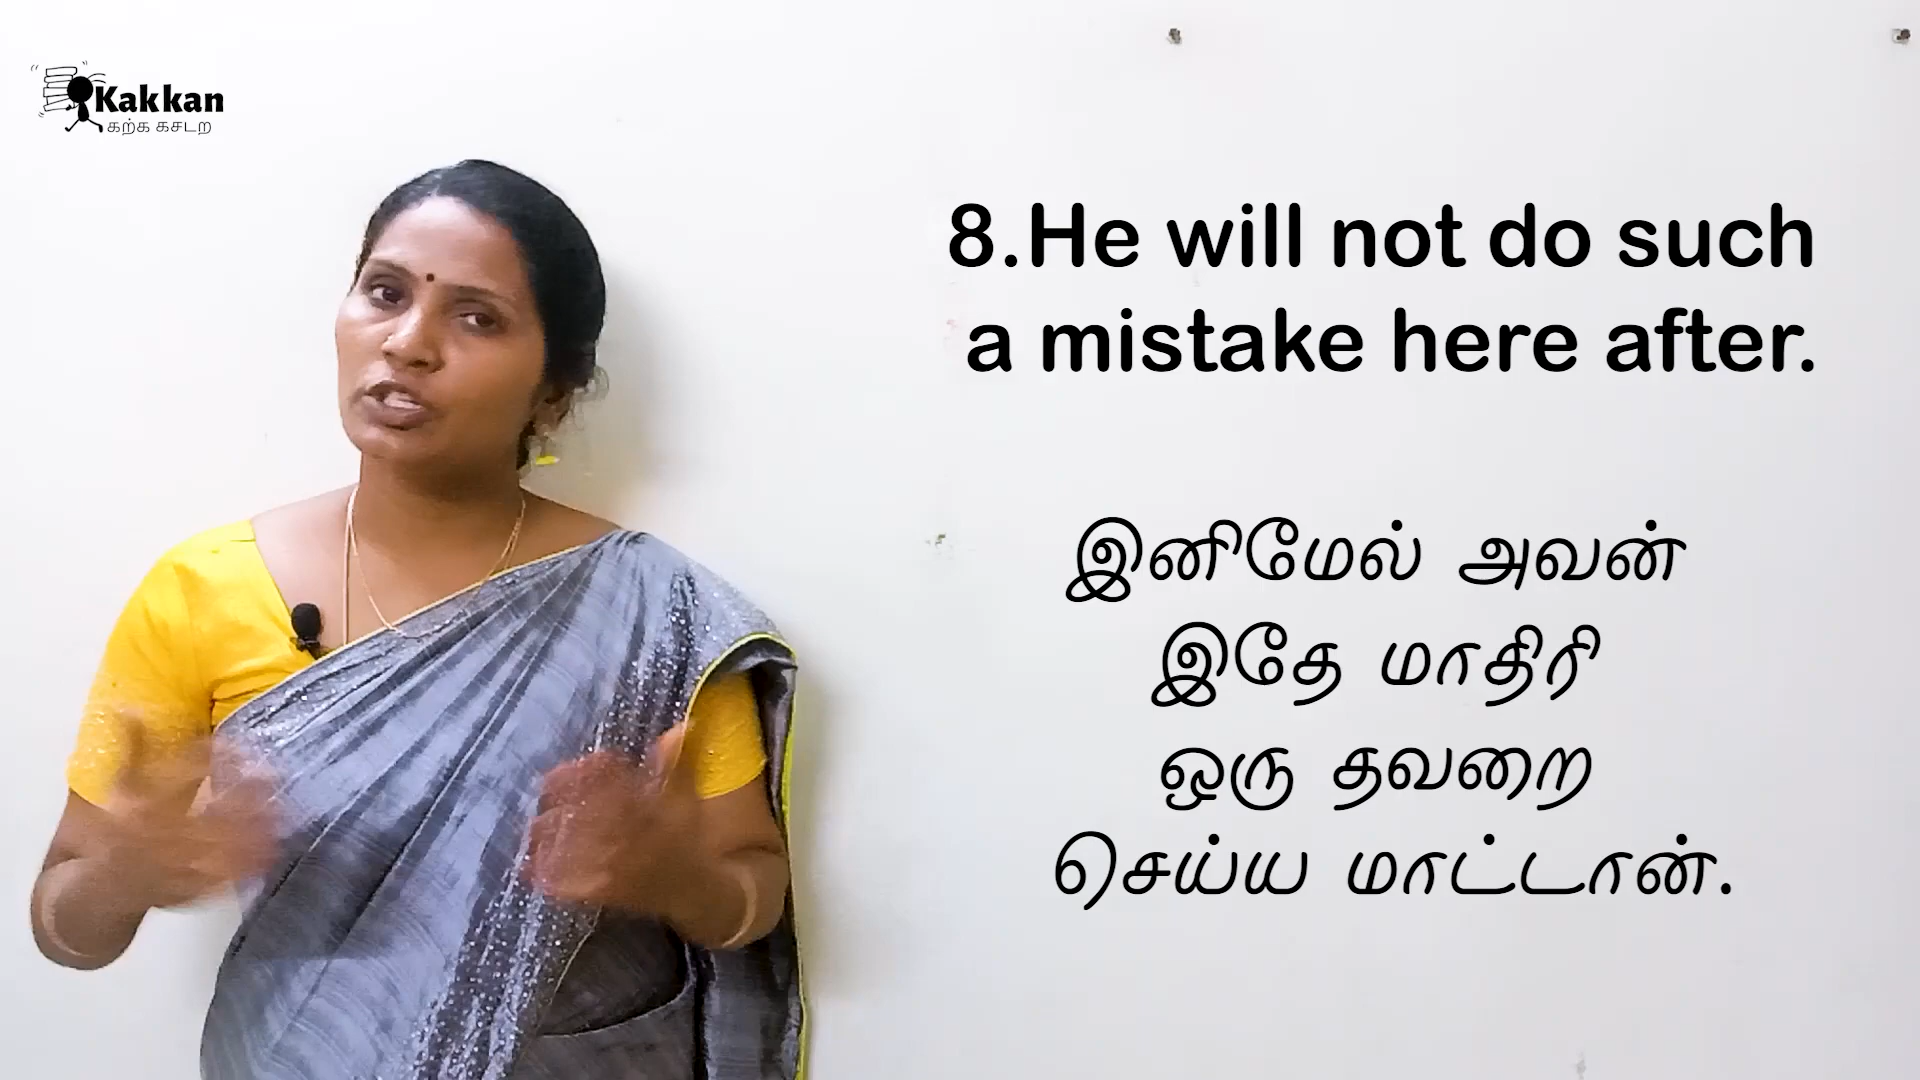 Kakkan
கற்க கசடற
8.He will not do such
a mistake here after.
இனிமேல் அவன்
இதே மாதிரி
ஒரு தவறை
செய்ய மாட்டான்.